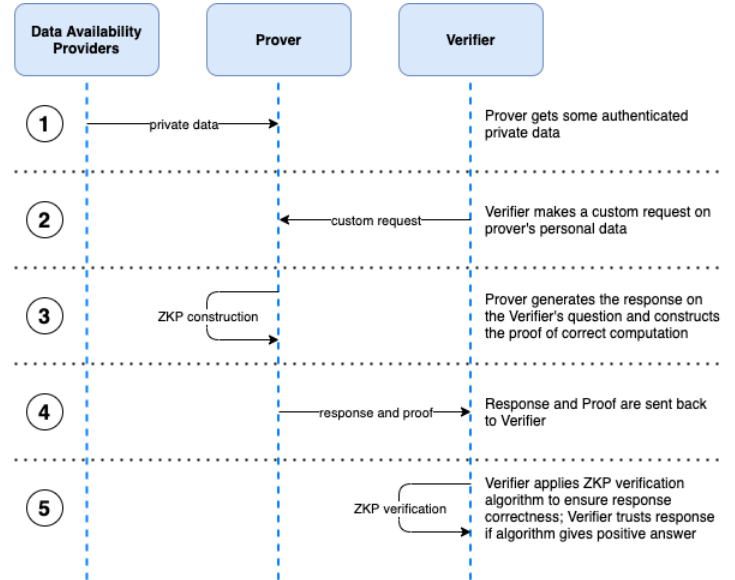 Data Availability
Providers
Prover
Verifier
1
private data
Prover gets some authenticated
private data
2
custom request
Verifier makes a custom request on
prover's personal data
3
ZKP construction
Prover generates the response on
the Verifier's question and constructs
the proof of correct computation
4
response and proof
Response and Proof are sent back
to Verifier
5
ZKP verification
Verifier applies ZKP verification
algorithm to ensure response
correctness; Verifier trusts response
if algorithm gives positive answer